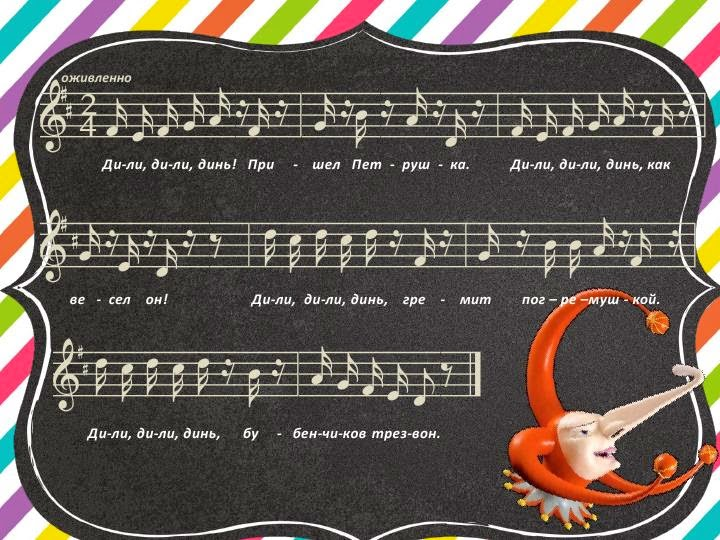 оживленно
2
4
Ди-ли, ди-ли, динь! При - шел Пет - руш - ка. Ди-ли, ди-ли, динь, как
ве - сел он! Ди-ли, ди-ли, динь, гре - мит пог – ре –муш - кой.
Ди-ли, ди-ли, динь, бу - бен-чи-ков трез-вон.